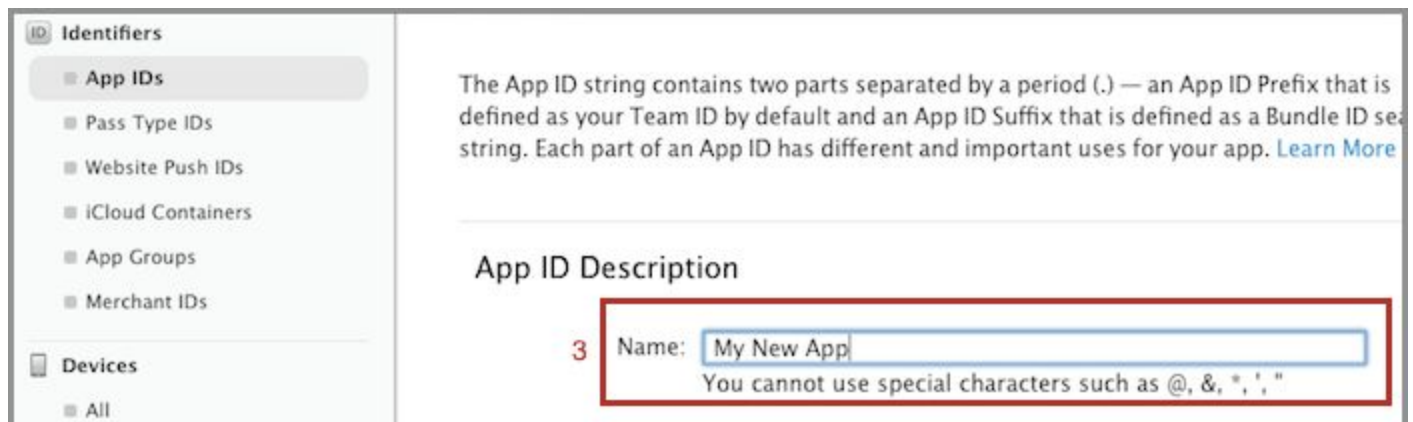 ID Identifiers
App IDs
Pass Type IDs
Website Push IDs
iCloud Containers
App Groups
Merchant IDs
Devices
All
The App ID string contains two parts separated by a period (.) — an App ID Prefix that is
defined as your Team ID by default and an App ID Suffix that is defined as a Bundle ID sea
string. Each part of an App ID has different and important uses for your app. Learn More
App ID Description
3 Name: My New App
You cannot use special characters such as @, &, *, ', "